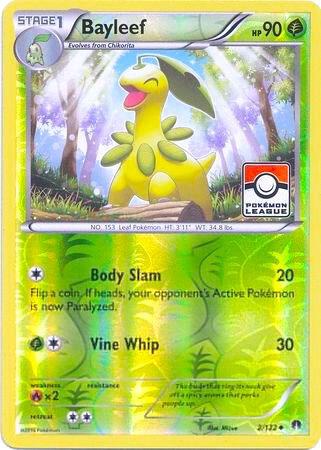 STAGE1
Bayleef
HP 90
Evolves from Chikorita
POKÉMON
LEAGUE
NO. 153 Leaf Pokémon HT: 3'11" WT: 34.8 lbs.
Body Slam 20
Flip a coin. If heads, your opponent's Active Pokémon
is now Paralyzed.
Vine Whip 30
weakness resistance
×2
retreat
The buds that ring its neck give
off a spicy aroma that perks
people up.
©2016 Pokémon
Illus. Mizue
2/122